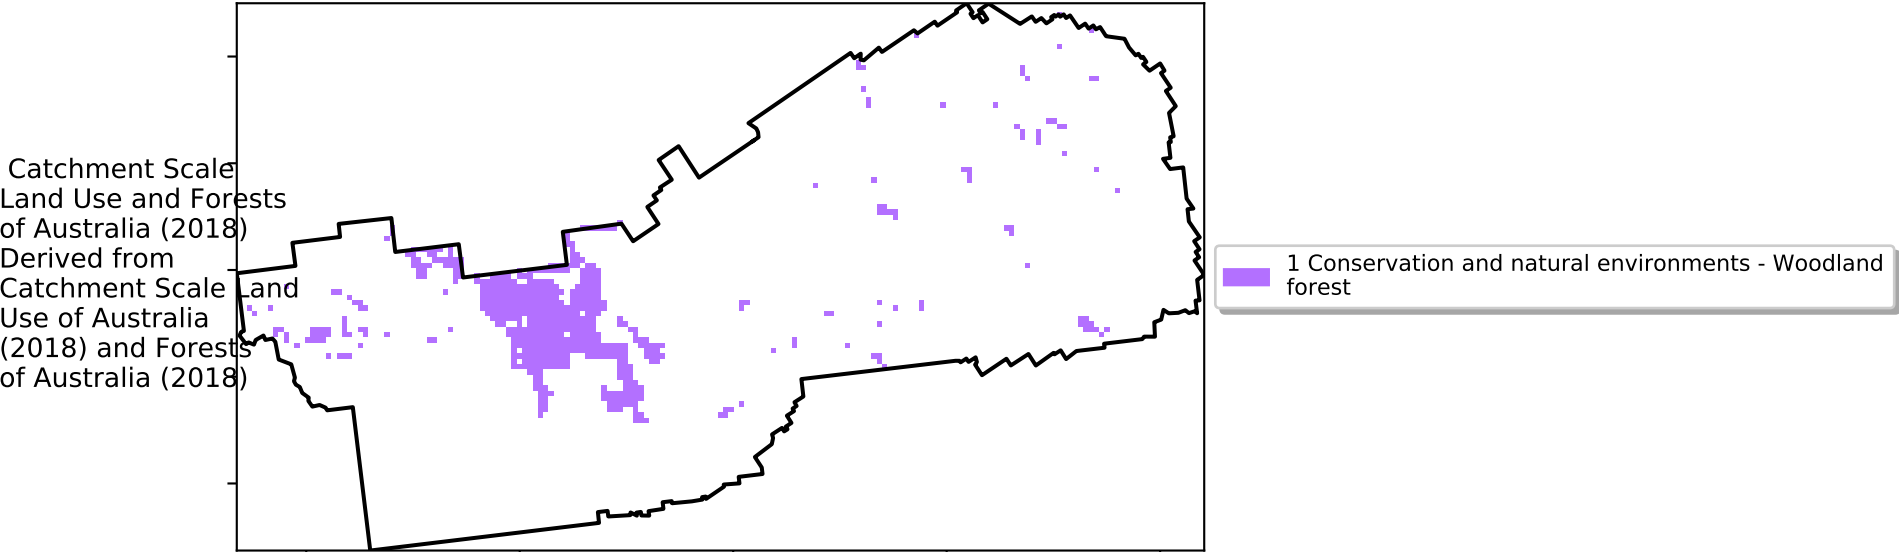 Catchment Scale
Land Use and Forests
of Australia (2018)
Derived from
Catchment Scale Land
Use of Australia
(2018) and Forests
of Australia (2018)
1 Conservation and natural environments - Woodland
forest